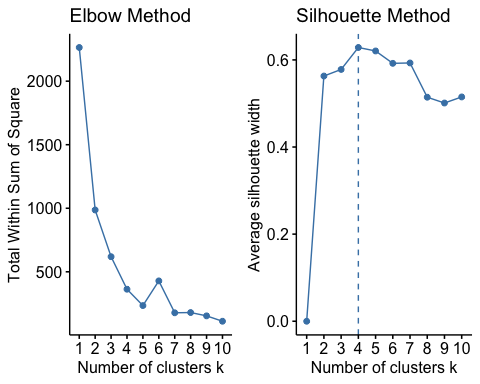 Elbow Method
Total Within Sum of Square
2000
1500
1000
500
1 2 3 4 5 6 7 8 9 10
Number of clusters k
Silhouette Method
Average silhouette width
0.6
0.4
0.2
0.0
1 2 3 4 5 6 7 8 9 10
Number of clusters k